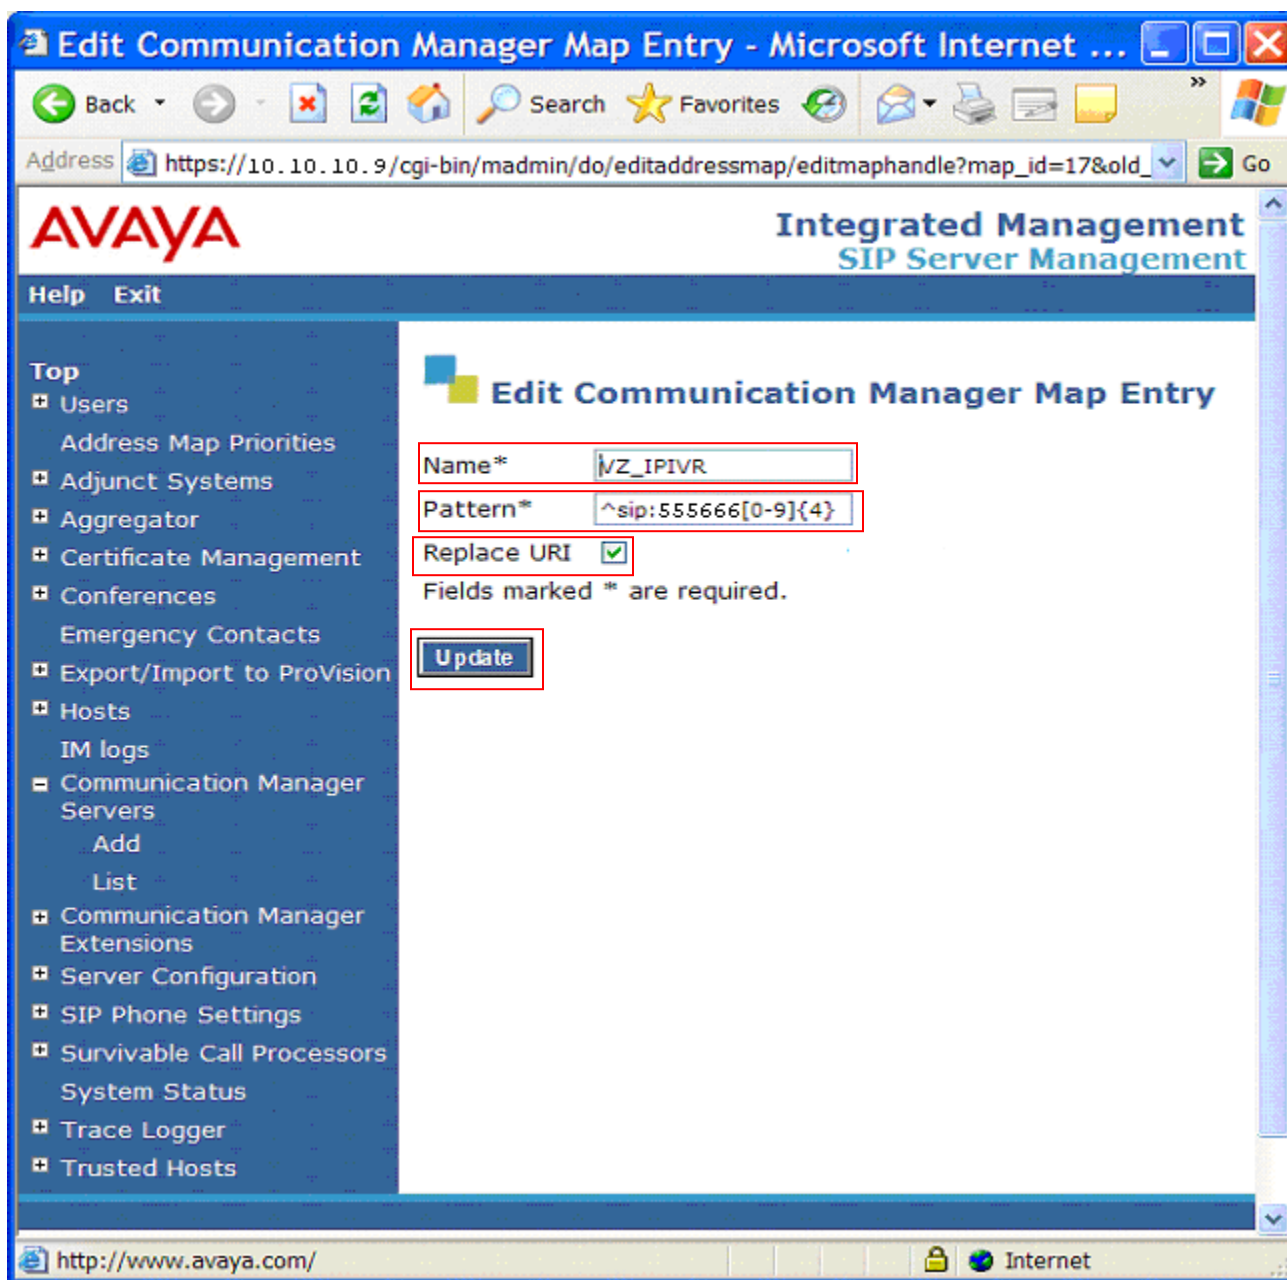 Edit Communication Manager Map Entry - Microsoft Internet ...
Back Search Favorites »
Address https://10.10.10.9/cgi-bin/madmin/do/editaddressmap/editmaphandle?map_id=17&old_ Go
AVAYA
Integrated Management
SIP Server Management
Help Exit
Top
Users
Address Map Priorities
Adjunct Systems
Aggregator
Certificate Management
Conferences
Emergency Contacts
Export/Import to ProVision
Hosts
IM logs
Communication Manager
Servers
Add
List
Communication Manager
Extensions
Server Configuration
SIP Phone Settings
Survivable Call Processors
System Status
Trace Logger
Trusted Hosts
Edit Communication Manager Map Entry
Name* VZ_IPIVR
Pattern* ^sip:555666[0-9]{4}
Replace URI
Fields marked * are required.
Update
http://www.avaya.com/ Internet